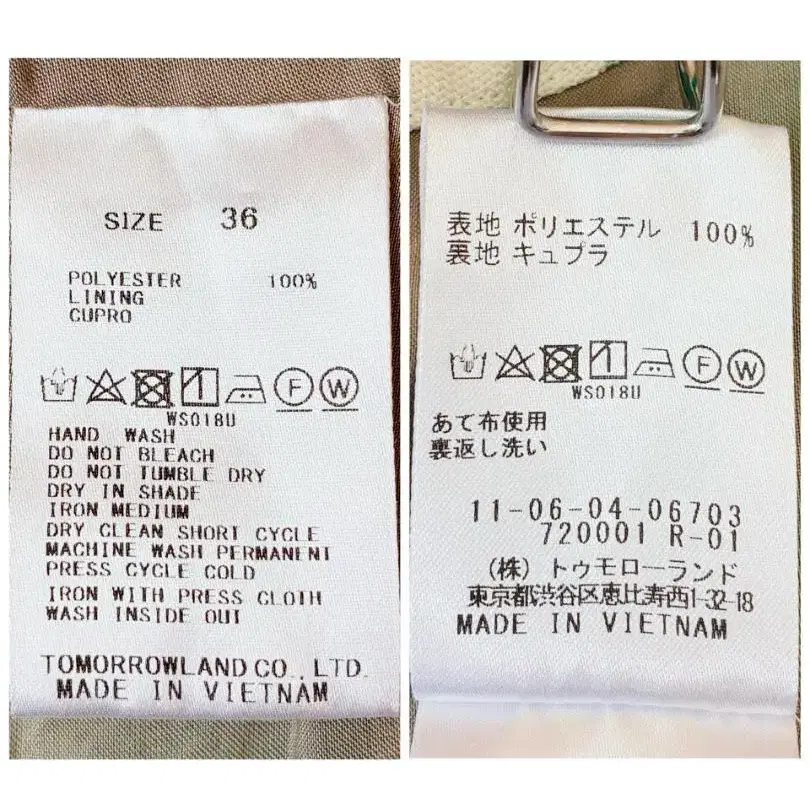 SIZE 36
POLYESTER 100%
LINING
CUPRO
F W
WS018U
HAND WASH
DO NOT BLEACH
DO NOT TUMBLE DRY
DRY IN SHADE
IRON MEDIUM
DRY CLEAN SHORT CYCLE
MACHINE WASH PERMANENT
PRESS CYCLE COLD
IRON WITH PRESS CLOTH
WASH INSIDE OUT
TOMORROWLAND CO., LTD.
MADE IN VIETNAM
表地 ポリエステル 100%
裏地 キュプラ
F W
WS018U
あて布使用
裏返し洗い
11-06-04-06703
720001 R-01
(株) トゥモローランド
東京都渋谷区恵比寿西1-32-18
MADE IN VIETNAM